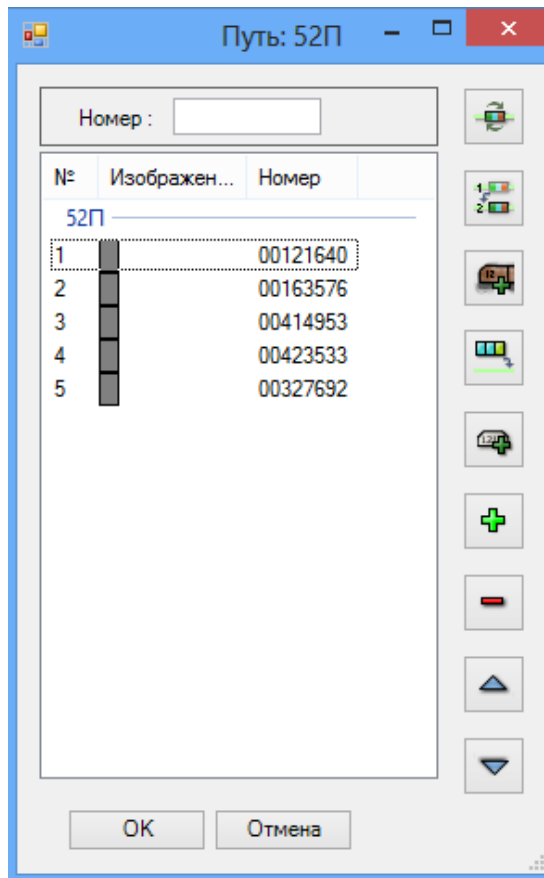 Путь: 52П
Номер :
№ Изображен... Номер
52П
1 00121640
2 00163576
3 00414953
4 00423533
5 00327692
OK Отмена